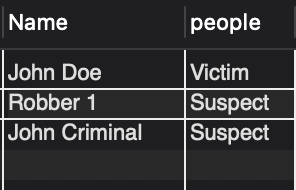 Name people
John Doe Victim
Robber 1 Suspect
John Criminal Suspect